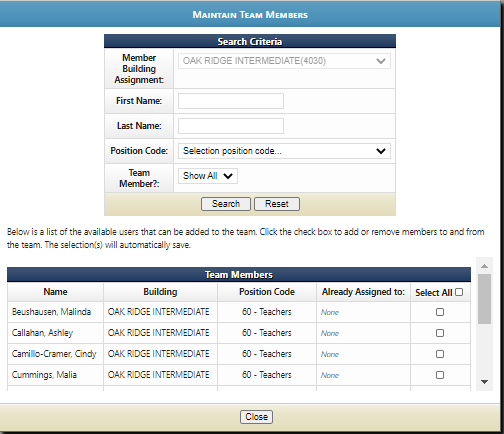 Maintain Team Members
Search Criteria
Member
Building
Assignment:
OAK RIDGE INTERMEDIATE(4030)
First Name:
Last Name:
Position Code:
Selection position code...
Team
Member?:
Show All
Search Reset
Below is a list of the available users that can be added to the team. Click the check box to add or remove members to and from
the team. The selection(s) will automatically save.
Team Members
Name Building Position Code Already Assigned to: Select All
Beushausen, Malinda OAK RIDGE INTERMEDIATE 60 - Teachers None
Callahan, Ashley OAK RIDGE INTERMEDIATE 60 - Teachers None
Camillo-Cramer, Cindy OAK RIDGE INTERMEDIATE 60 - Teachers None
Cummings, Malia OAK RIDGE INTERMEDIATE 60 - Teachers None
Close